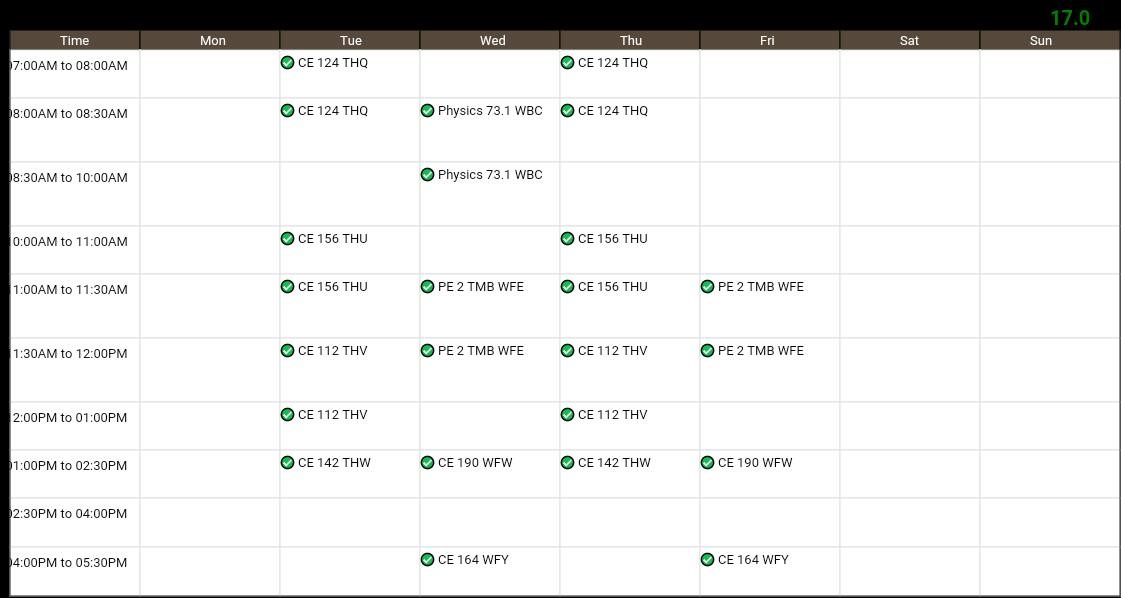 17.0
Time Mon Tue Wed Thu Fri Sat Sun
07:00AM to 08:00AM CE 124 THQ CE 124 THQ
08:00AM to 08:30AM CE 124 THQ Physics 73.1 WBC CE 124 THQ
08:30AM to 10:00AM Physics 73.1 WBC
10:00AM to 11:00AM CE 156 THU CE 156 THU
11:00AM to 11:30AM CE 156 THU PE 2 TMB WFE CE 156 THU PE 2 TMB WFE
11:30AM to 12:00PM CE 112 THV PE 2 TMB WFE CE 112 THV PE 2 TMB WFE
12:00PM to 01:00PM CE 112 THV CE 112 THV
01:00PM to 02:30PM CE 142 THW CE 190 WFW CE 142 THW CE 190 WFW
02:30PM to 04:00PM
04:00PM to 05:30PM CE 164 WFY CE 164 WFY